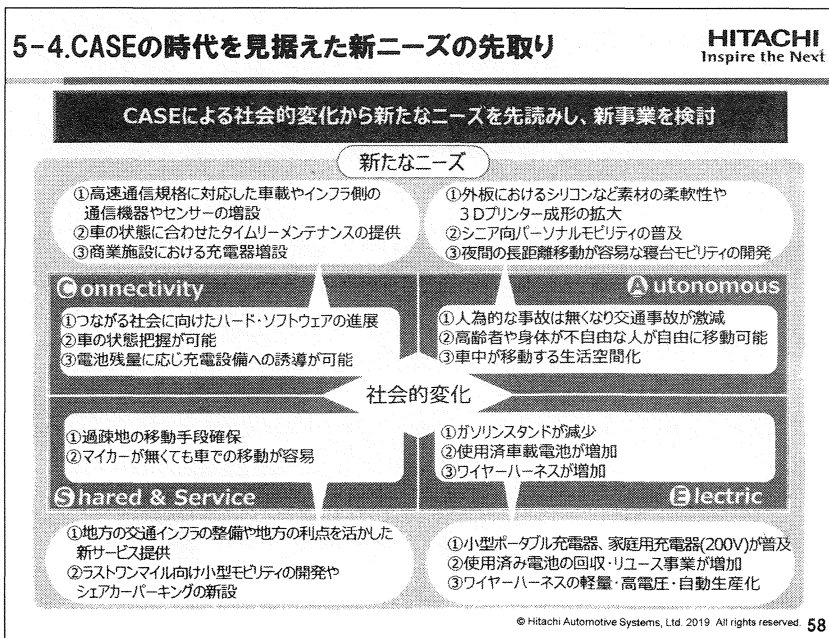 5-4.CASEの時代を見据えた新ニーズの先取り
HITACHI
Inspire the Next
CASEによる社会的変化から新たなニーズを先読みし、新事業を検討
新たなニーズ
①高速通信規格に対応した車載やインフラ側の
通信機器やセンサーの増設
②車の状態に合わせたタイムリーメンテナンスの提供
③商業施設における充電器増設
①外板におけるシリコンなど素材の柔軟性や
3Dプリンター成形の拡大
②シニア向パーソナルモビリティの普及
③夜間の長距離移動が容易な寝台モビリティの開発
Connectivity
①つながる社会に向けたハード・ソフトウェアの進展
②車の状態把握が可能
③電池残量に応じ充電設備への誘導が可能
Autonomous
①人為的な事故は無くなり交通事故が激減
②高齢者や身体が不自由な人が自由に移動可能
③車中が移動する生活空間化
社会的変化
①過疎地の移動手段確保
②マイカーが無くても車での移動が容易
Shared & Service
①ガソリンスタンドが減少
②使用済車載電池が増加
③ワイヤーハーネスが増加
Electric
①地方の交通インフラの整備や地方の利点を活かした
新サービス提供
②ラストワンマイル向け小型モビリティの開発や
シェアカーパーキングの新設
①小型ポータブル充電器、家庭用充電器(200V)が普及
②使用済み電池の回収・リユース事業が増加
③ワイヤーハーネスの軽量・高電圧・自動生産化
© Hitachi Automotive Systems, Ltd. 2019 All rights reserved. 58